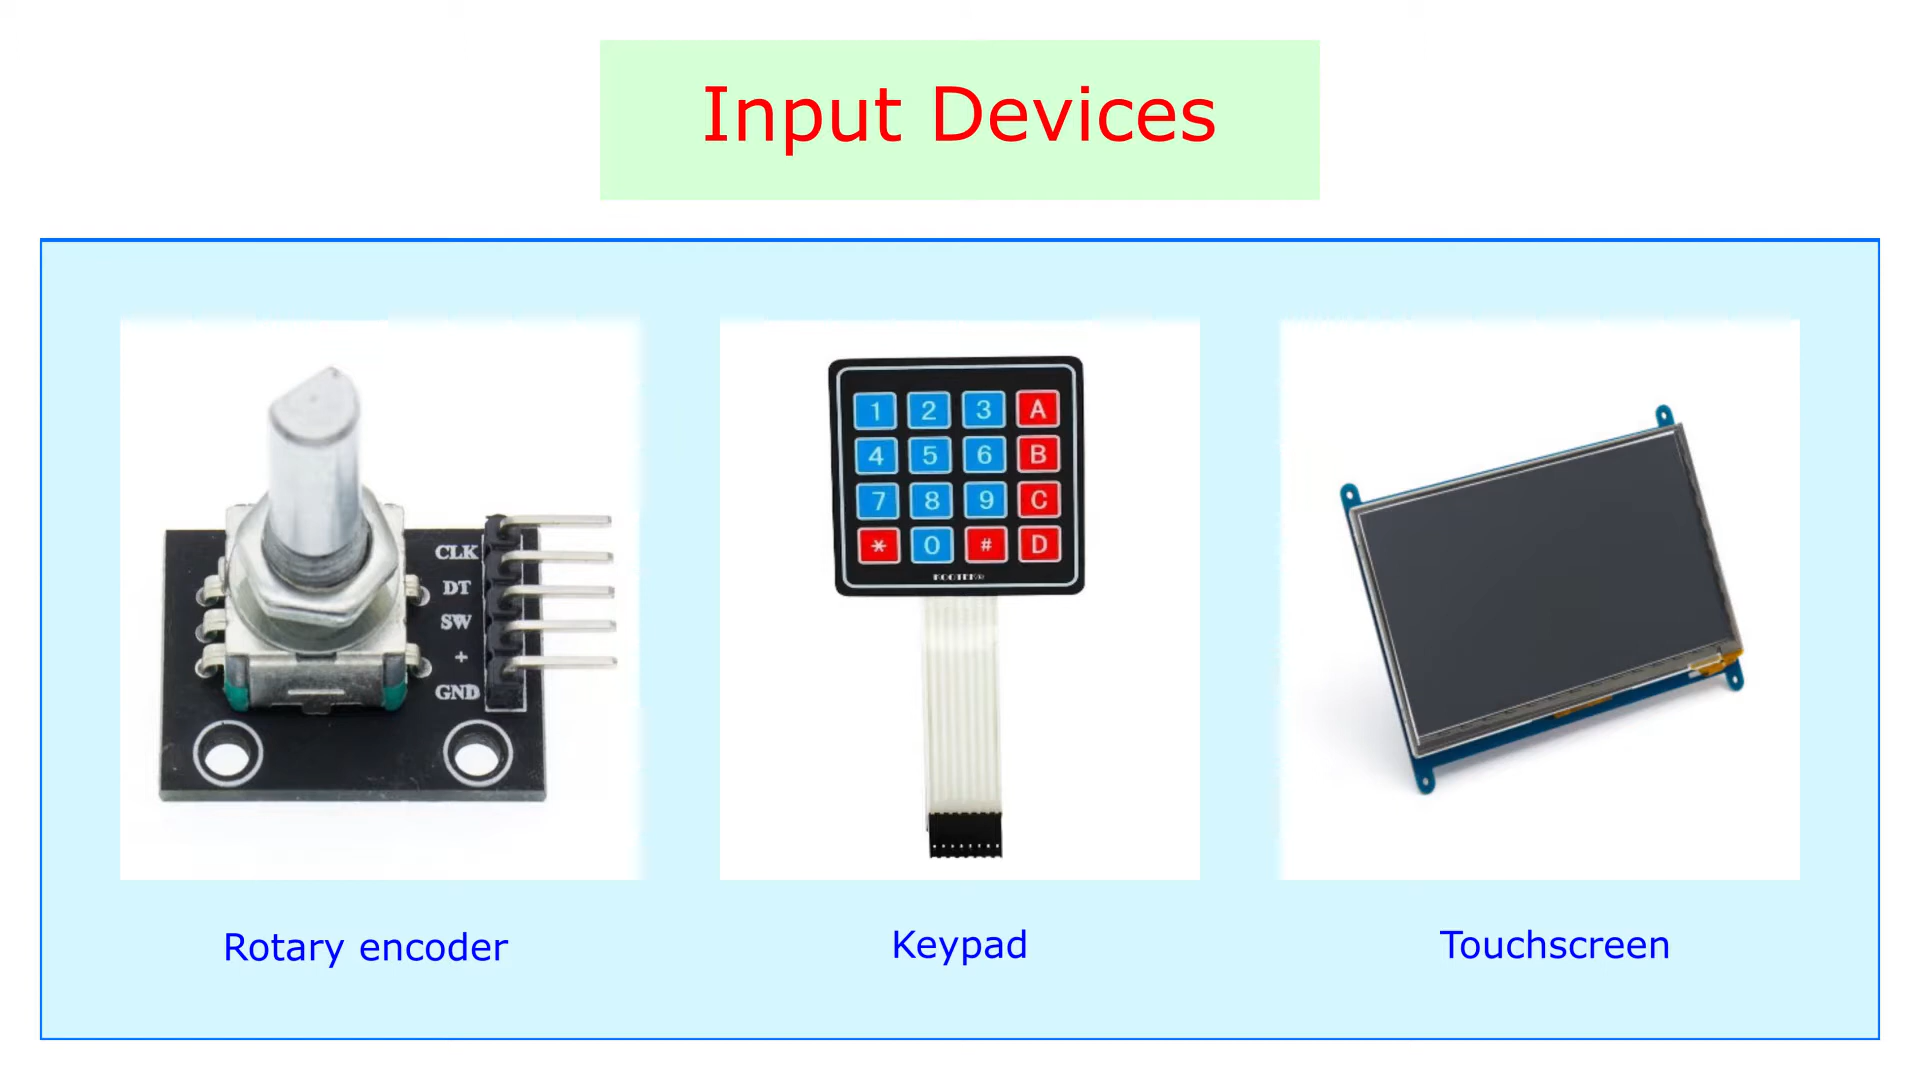 Input Devices
CLK
DT
SW
+
GND
1 2 3 A
4 5 6 B
7 8 9 C
* 0 # D
Rotary encoder
Keypad
Touchscreen